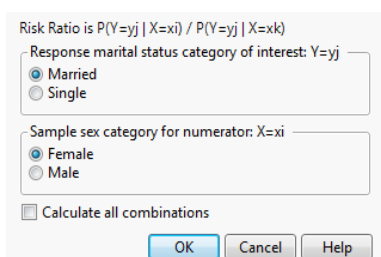 Risk Ratio is P(Y=yj | X=xi) / P(Y=yj | X=xk)
Response marital status category of interest: Y=yj
Married
Single
Sample sex category for numerator: X=xi
Female
Male
Calculate all combinations
OK Cancel Help